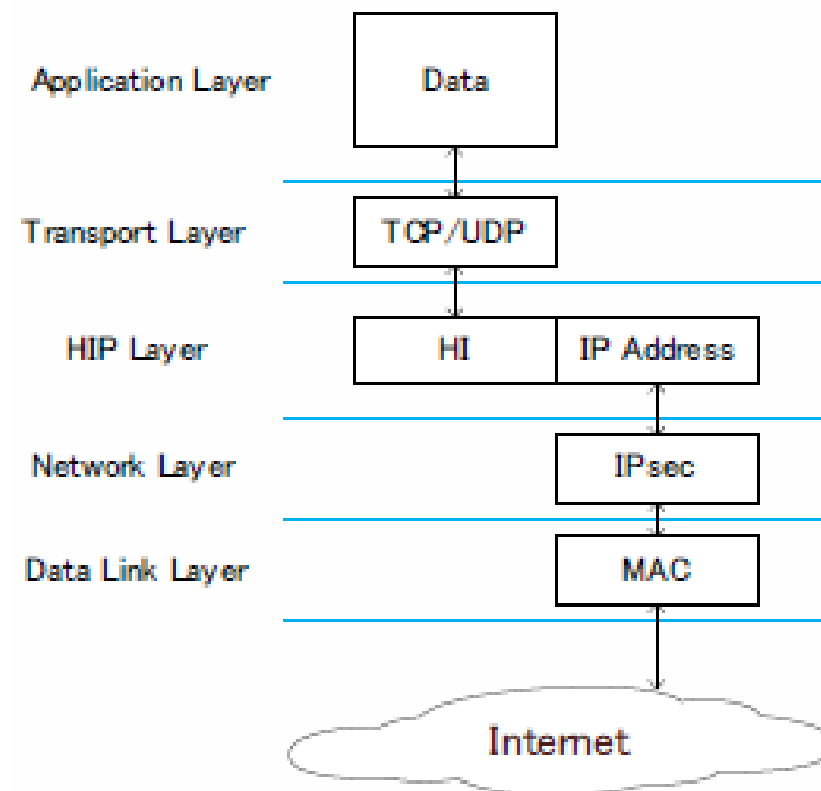 Application Layer
Data
Transport Layer
TCP/UDP
HIP Layer
HI
IP Address
Network Layer
IPsec
Data Link Layer
MAC
Internet